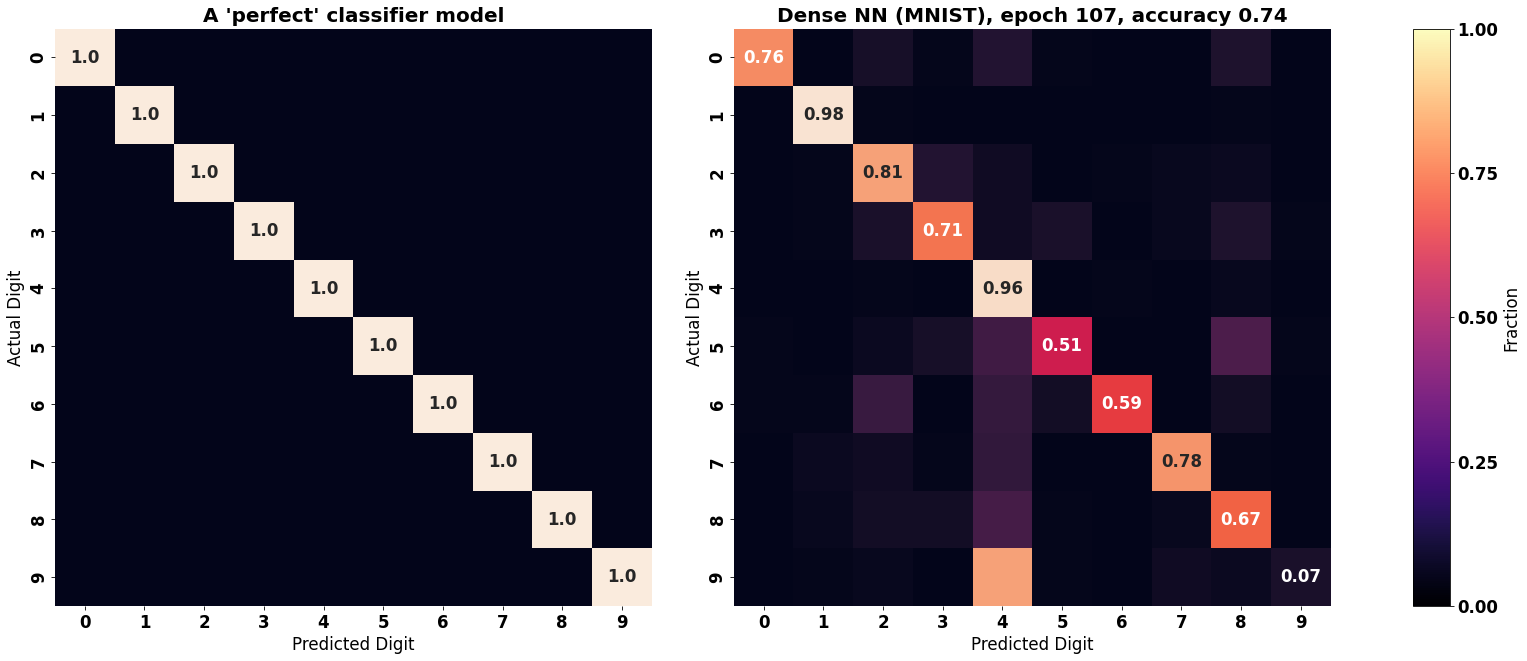 A 'perfect' classifier model
0 1.0
1 1.0
2 1.0
3 1.0
4 1.0
5 1.0
6 1.0
7 1.0
8 1.0
9 1.0
Actual Digit
0 1 2 3 4 5 6 7 8 9
Predicted Digit
Dense NN (MNIST), epoch 107, accuracy 0.74
0 0.76
1 0.98
2 0.81
3 0.71
4 0.96
5 0.51
6 0.59
7 0.78
8 0.67
9 0.07
Actual Digit
0 1 2 3 4 5 6 7 8 9
Predicted Digit
1.00
0.75
0.50
0.25
0.00
Fraction